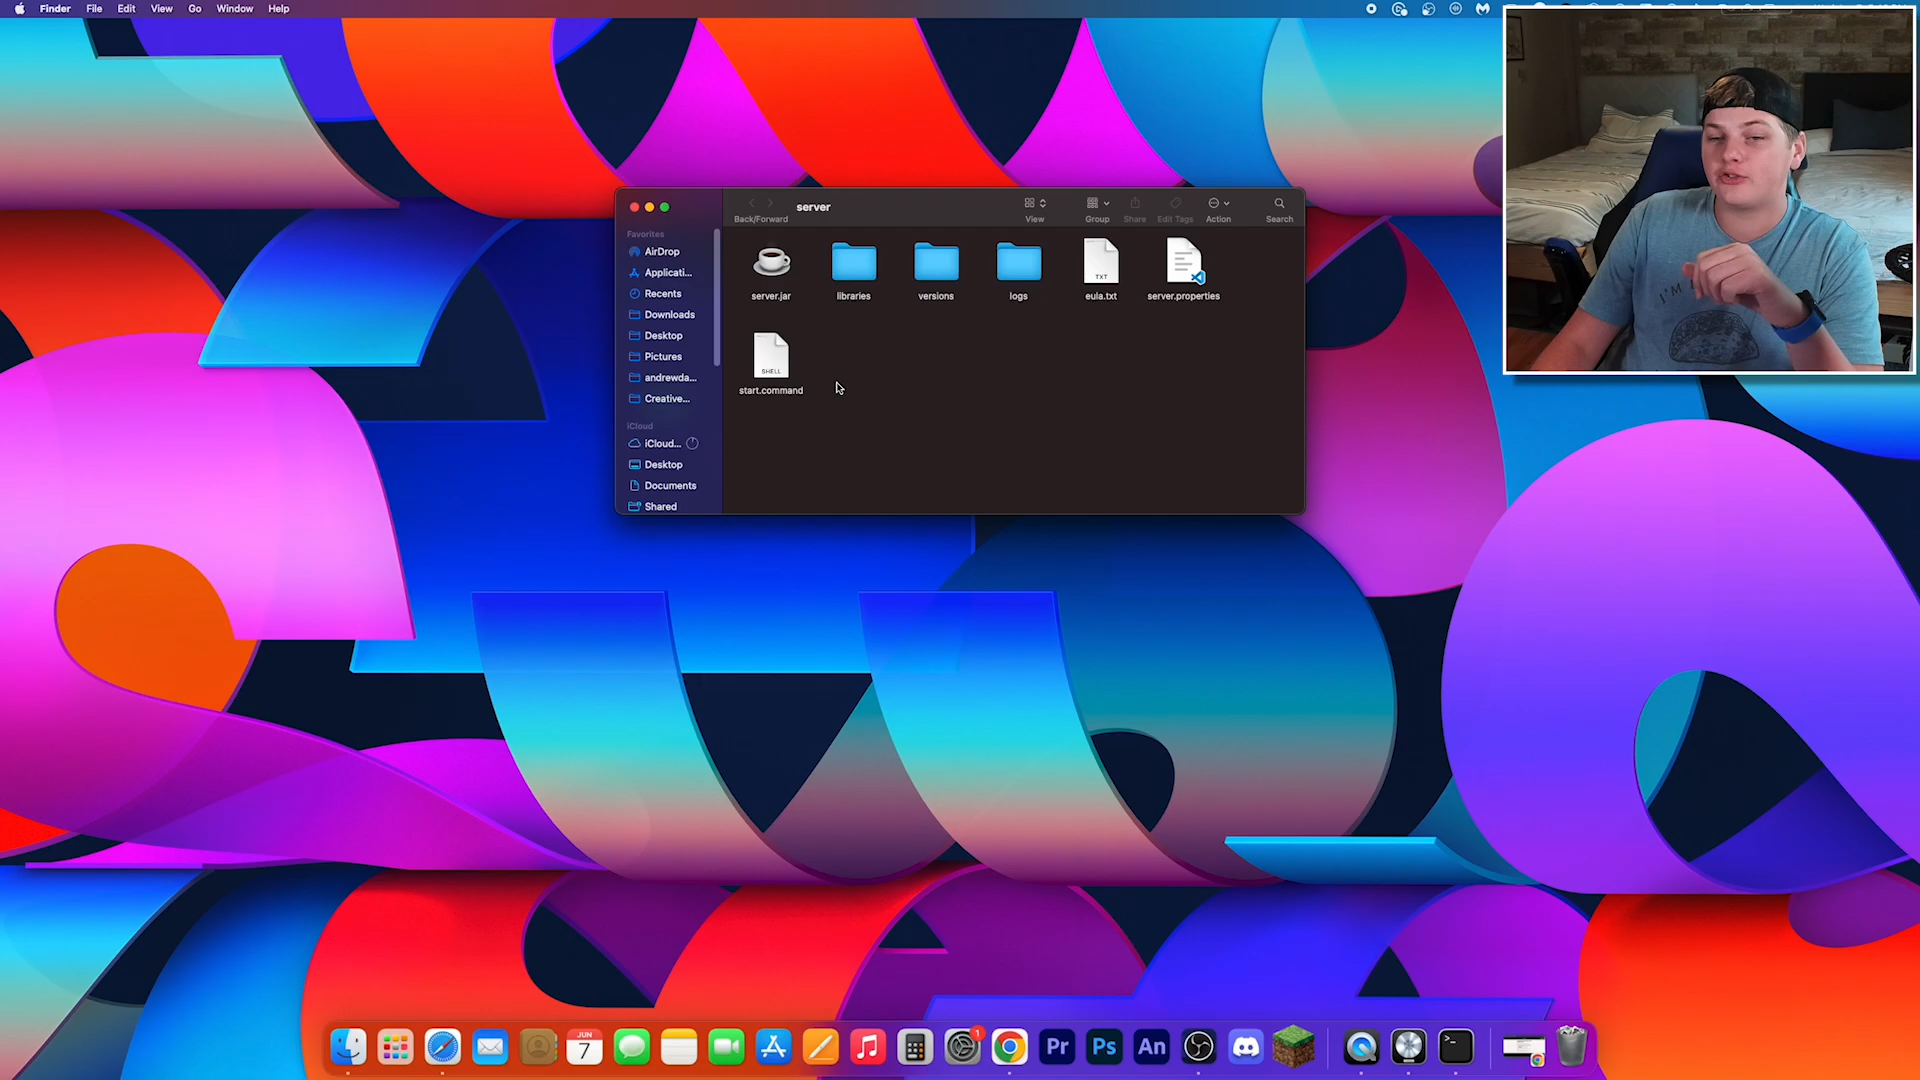 Finder File Edit View Go Window Help
server
Back/Forward View Group Share Edit Tags Action Search
Favorites
AirDrop
Applicati...
Recents
Downloads
Desktop
Pictures
andrewda...
Creative...
iCloud
iCloud...
Desktop
Documents
Shared
server.jar libraries versions logs
TXT
eula.txt server.properties
SHELL
start.command
I'M
JUN
7
1
Pr Ps An